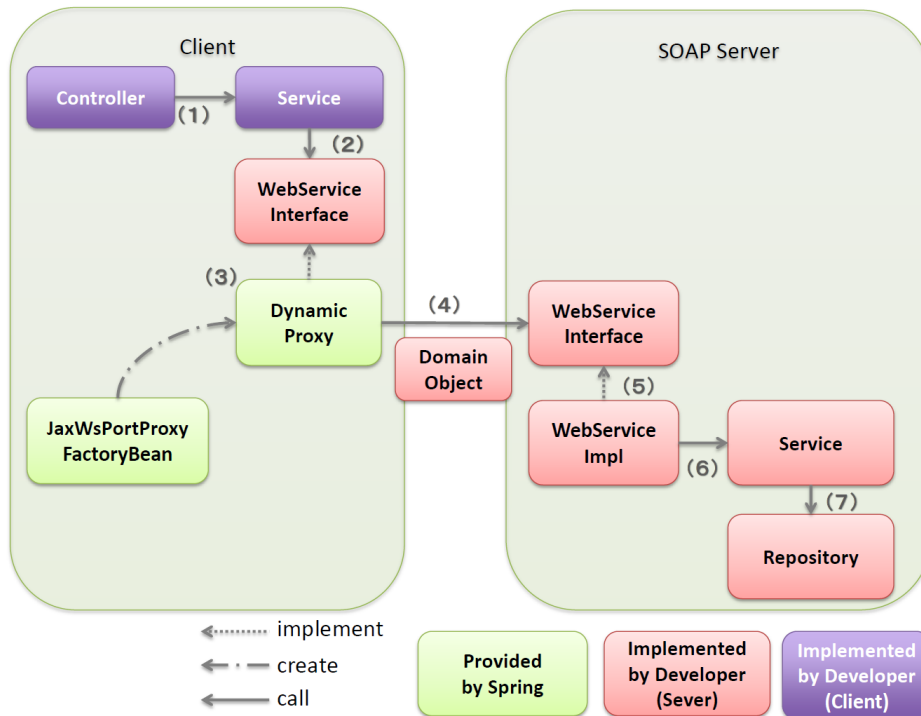 Client
SOAP Server
Controller
(1)
Service
(2)
WebService
Interface
(3)
Dynamic
Proxy
(4)
Domain
Object
WebService
Interface
(5)
JaxWsPortProxy
FactoryBean
WebService
Impl
(6)
Service
(7)
Repository
implement
create
call
Provided
by Spring
Implemented
by Developer
(Sever)
Implemented
by Developer
(Client)